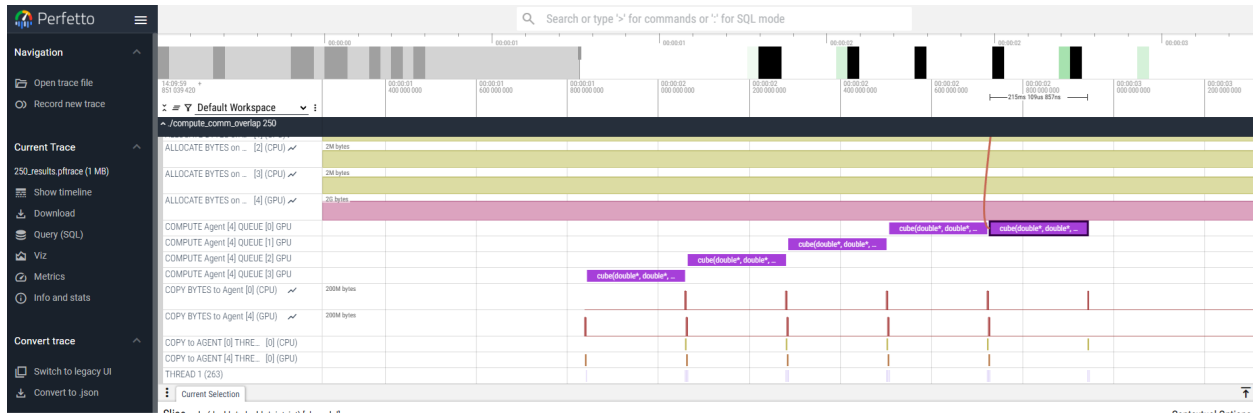 Perfetto
Search or type '>' for commands or ':' for SQL mode
Navigation
Open trace file
Record new trace
Current Trace
250_results.pftrace (1 MB)
Show timeline
Download
Query (SQL)
Viz
Metrics
Info and stats
Convert trace
Switch to legacy UI
Convert to .json
00:00:00
00:00:01
00:00:01
00:00:02
00:00:02
00:00:03
14:09:59 +
851 039 420
00:00:01
400 000 000
00:00:01
600 000 000
00:00:01
800 000 000
00:00:02
000 000 000
00:00:02
200 000 000
00:00:02
400 000 000
00:00:02
600 000 000
00:00:02
800 000 000
00:00:03
000 000 000
00:00:03
200 000 000
215ms 109us 857ns
Default Workspace
./compute_comm_overlap 250
ALLOCATE BYTES on ... [2] (CPU)
2M bytes
ALLOCATE BYTES on ... [3] (CPU)
2M bytes
ALLOCATE BYTES on ... [4] (GPU)
2G bytes
COMPUTE Agent [4] QUEUE [0] GPU
cube(double*, double*, ...
cube(double*, double*, ...
COMPUTE Agent [4] QUEUE [1] GPU
cube(double*, double*, ...
COMPUTE Agent [4] QUEUE [2] GPU
cube(double*, double*, ...
COMPUTE Agent [4] QUEUE [3] GPU
cube(double*, double*, ...
COPY BYTES to Agent [0] (CPU)
200M bytes
COPY BYTES to Agent [4] (GPU)
200M bytes
COPY to AGENT [0] THRE... [0] (CPU)
COPY to AGENT [4] THRE... [0] (GPU)
THREAD 1 (263)
Current Selection